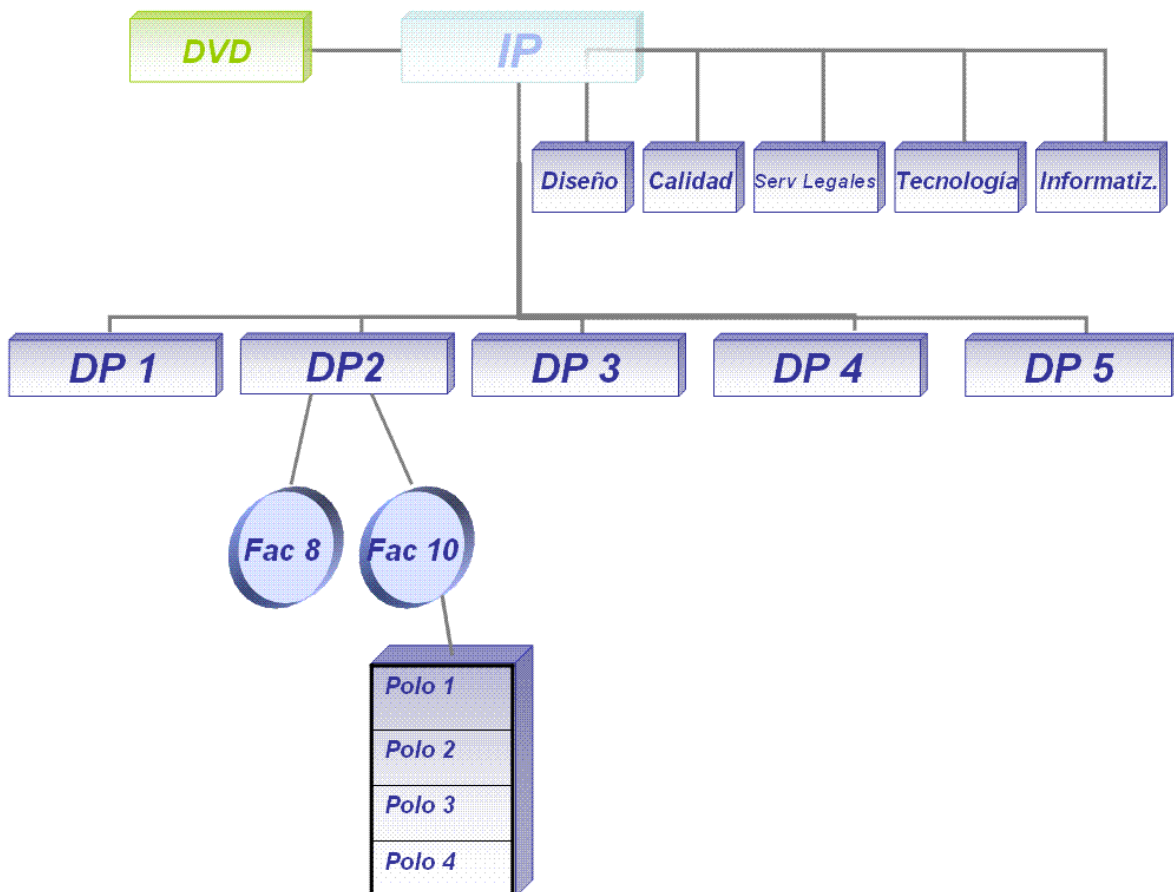 DVD
IP
Diseño
Calidad
Serv Legales
Tecnología
Informatiz.
DP 1
DP2
DP 3
DP 4
DP 5
Fac 8
Fac 10
Polo 1
Polo 2
Polo 3
Polo 4